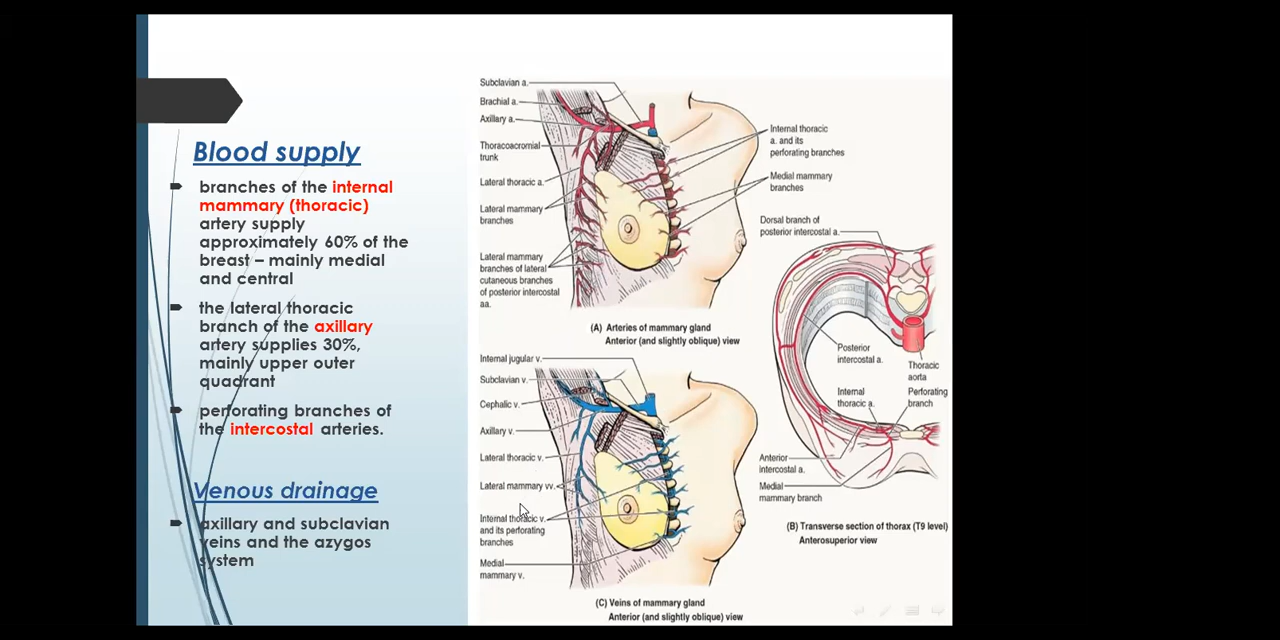 Blood supply
branches of the internal
mammary (thoracic)
artery supply
approximately 60% of the
breast – mainly medial
and central
the lateral thoracic
branch of the axillary
artery supplies 30%,
mainly upper outer
quadrant
perforating branches of
the intercostal arteries.
Venous drainage
axillary and subclavian
veins and the azygos
system
Subclavian a.
Brachial a.
Axillary a.
Thoracoacromial
trunk
Lateral thoracic a.
Lateral mammary
branches
Lateral mammary
branches of lateral
cutaneous branches
of posterior intercostal
aa.
Internal thoracic
a. and its
perforating branches
Medial mammary
branches
(A) Arteries of mammary gland
Anterior (and slightly oblique) view
Dorsal branch of
posterior intercostal a.
Posterior
intercostal a.
Thoracic
aorta
Internal
thoracic a.
Perforating
branch
Anterior
intercostal a.
Medial
mammary branch
(B) Transverse section of thorax (T9 level)
Anterosuperior view
Internal jugular v.
Subclavian v.
Cephalic v.
Axillary v.
Lateral thoracic v.
Lateral mammary vv.
Internal thoracic v.
and its perforating
branches
Medial
mammary v.
(C) Veins of mammary gland
Anterior (and slightly oblique) view